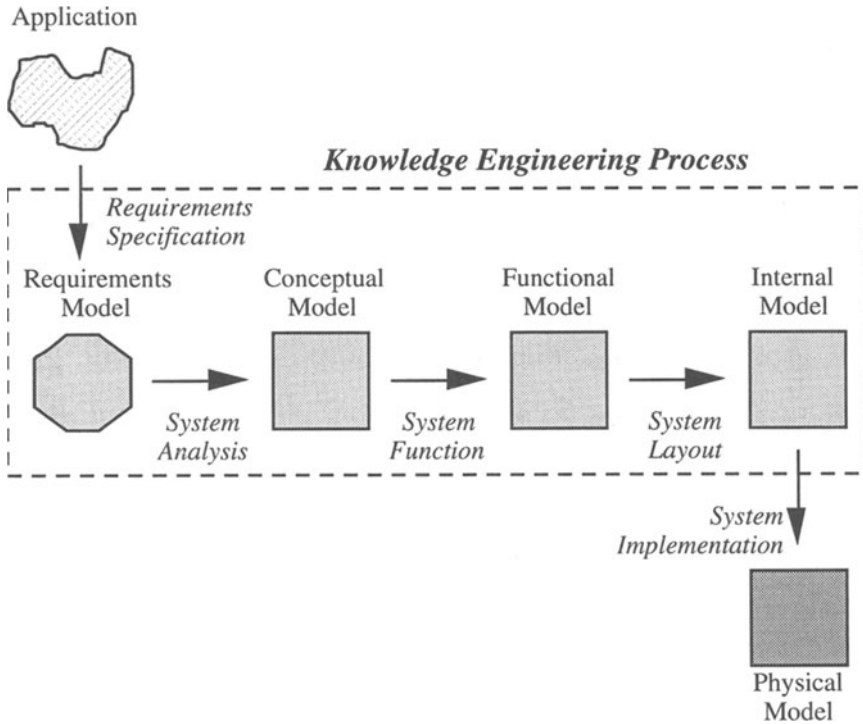 Application
Knowledge Engineering Process
Requirements
Specification
Requirements
Model
Conceptual
Model
Functional
Model
Internal
Model
System
Analysis
System
Function
System
Layout
System
Implementation
Physical
Model